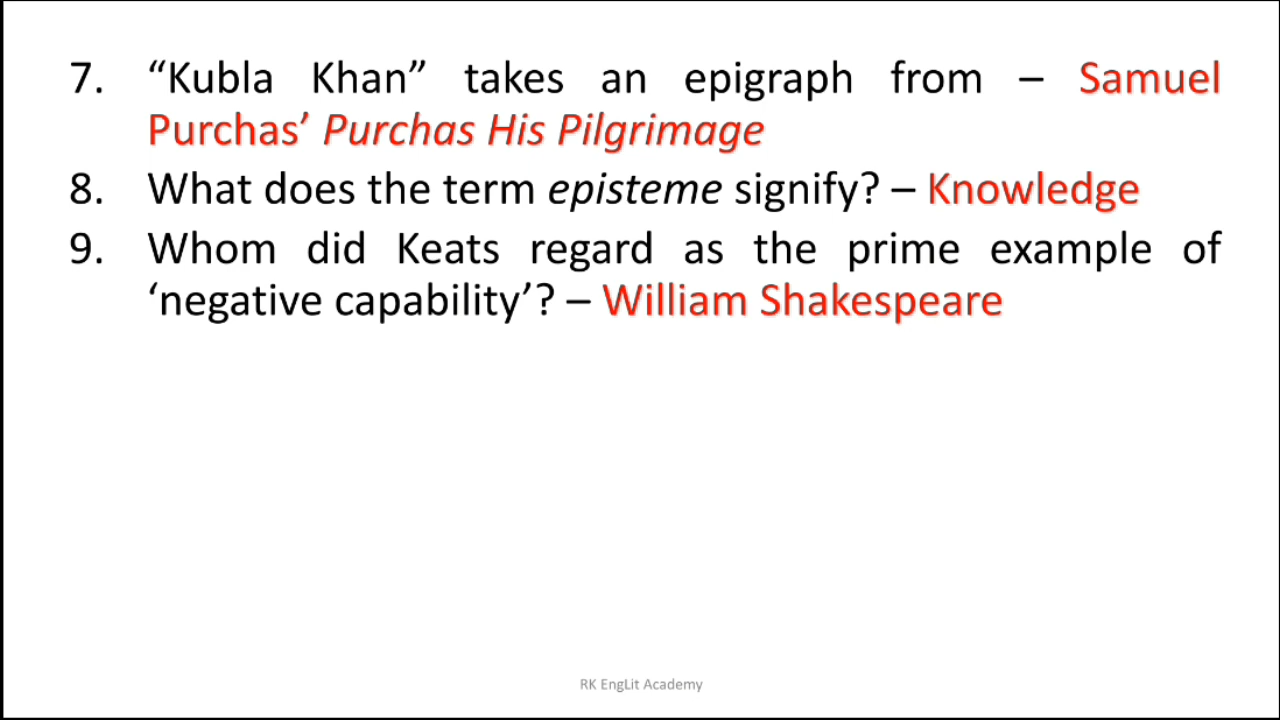 7. “Kubla Khan” takes an epigraph from – Samuel
Purchas’ Purchas His Pilgrimage
8. What does the term episteme signify? – Knowledge
9. Whom did Keats regard as the prime example of
‘negative capability’? – William Shakespeare
RK EngLit Academy